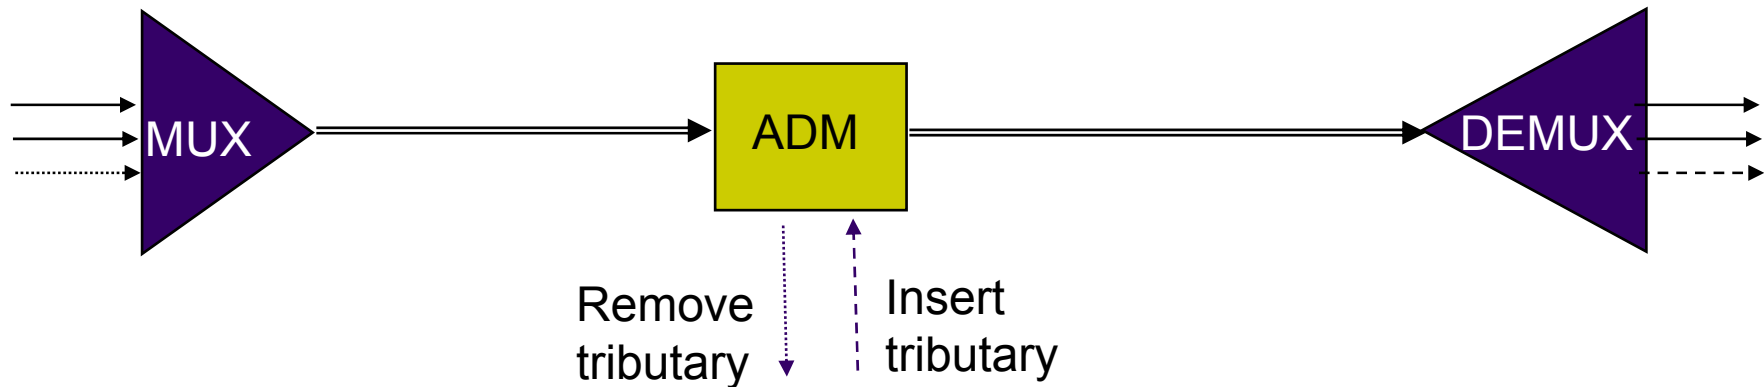 MUX
ADM
DEMUX
Remove
tributary
Insert
tributary